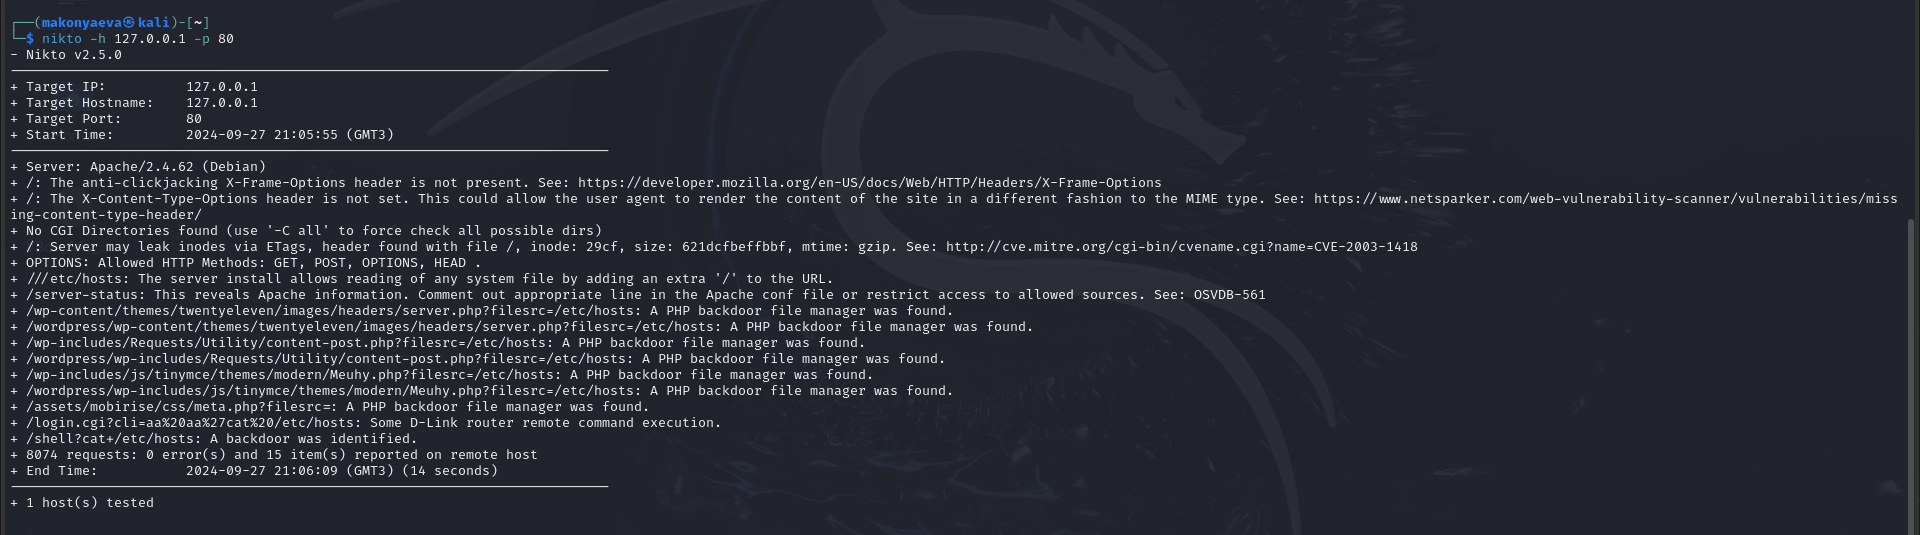 ┌──(makonyaeva㉿kali)-[~]
└─$ nikto -h 127.0.0.1 -p 80
- Nikto v2.5.0
---------------------------------------------------------------------------
+ Target IP:          127.0.0.1
+ Target Hostname:    127.0.0.1
+ Target Port:        80
+ Start Time:         2024-09-27 21:05:55 (GMT3)
---------------------------------------------------------------------------
+ Server: Apache/2.4.62 (Debian)
+ /: The anti-clickjacking X-Frame-Options header is not present. See: https://developer.mozilla.org/en-US/docs/Web/HTTP/Headers/X-Frame-Options
+ /: The X-Content-Type-Options header is not set. This could allow the user agent to render the content of the site in a different fashion to the MIME type. See: https://www.netsparker.com/web-vulnerability-scanner/vulnerabilities/miss
ing-content-type-header/
+ No CGI Directories found (use '-C all' to force check all possible dirs)
+ /: Server may leak inodes via ETags, header found with file /, inode: 29cf, size: 621dcfbeffbbf, mtime: gzip. See: http://cve.mitre.org/cgi-bin/cvename.cgi?name=CVE-2003-1418
+ OPTIONS: Allowed HTTP Methods: GET, POST, OPTIONS, HEAD .
+ ///etc/hosts: The server install allows reading of any system file by adding an extra '/' to the URL.
+ /server-status: This reveals Apache information. Comment out appropriate line in the Apache conf file or restrict access to allowed sources. See: OSVDB-561
+ /wp-content/themes/twentyeleven/images/headers/server.php?filesrc=/etc/hosts: A PHP backdoor file manager was found.
+ /wordpress/wp-content/themes/twentyeleven/images/headers/server.php?filesrc=/etc/hosts: A PHP backdoor file manager was found.
+ /wp-includes/Requests/Utility/content-post.php?filesrc=/etc/hosts: A PHP backdoor file manager was found.
+ /wordpress/wp-includes/Requests/Utility/content-post.php?filesrc=/etc/hosts: A PHP backdoor file manager was found.
+ /wp-includes/js/tinymce/themes/modern/Meuhy.php?filesrc=/etc/hosts: A PHP backdoor file manager was found.
+ /wordpress/wp-includes/js/tinymce/themes/modern/Meuhy.php?filesrc=/etc/hosts: A PHP backdoor file manager was found.
+ /assets/mobirise/css/meta.php?filesrc=: A PHP backdoor file manager was found.
+ /login.cgi?cli=aa%20aa%27cat%20/etc/hosts: Some D-Link router remote command execution.
+ /shell?cat+/etc/hosts: A backdoor was identified.
+ 8074 requests: 0 error(s) and 15 item(s) reported on remote host
+ End Time:           2024-09-27 21:06:09 (GMT3) (14 seconds)
---------------------------------------------------------------------------
+ 1 host(s) tested